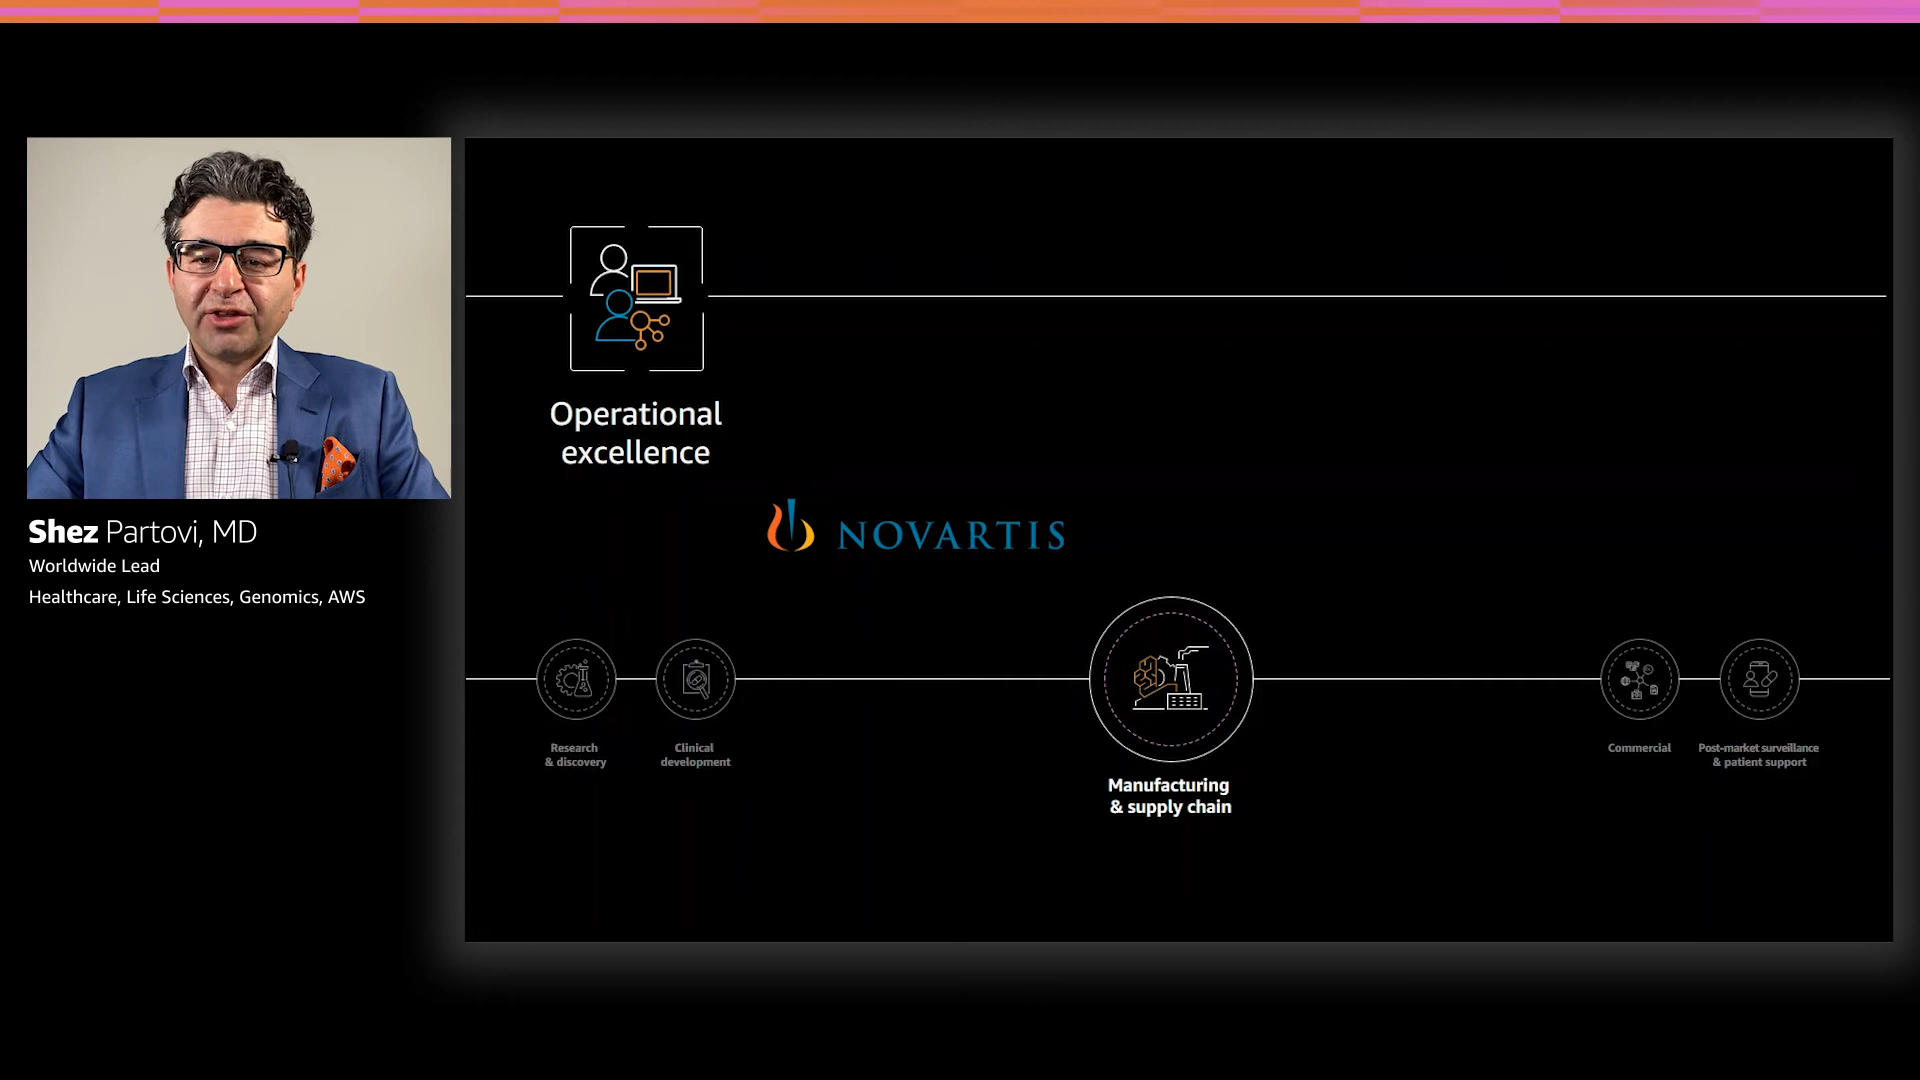 Shez Partovi, MD
Worldwide Lead
Healthcare, Life Sciences, Genomics, AWS
Operational
excellence
NOVARTIS
Research
& discovery
Clinical
development
Manufacturing
& supply chain
Commercial
Post-market surveillance
& patient support